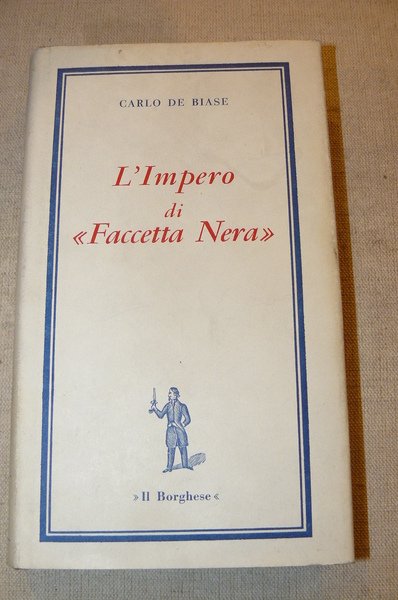 CARLO DE BIASE
L'Impero
di
«Faccetta Nera»
»Il Borghese«